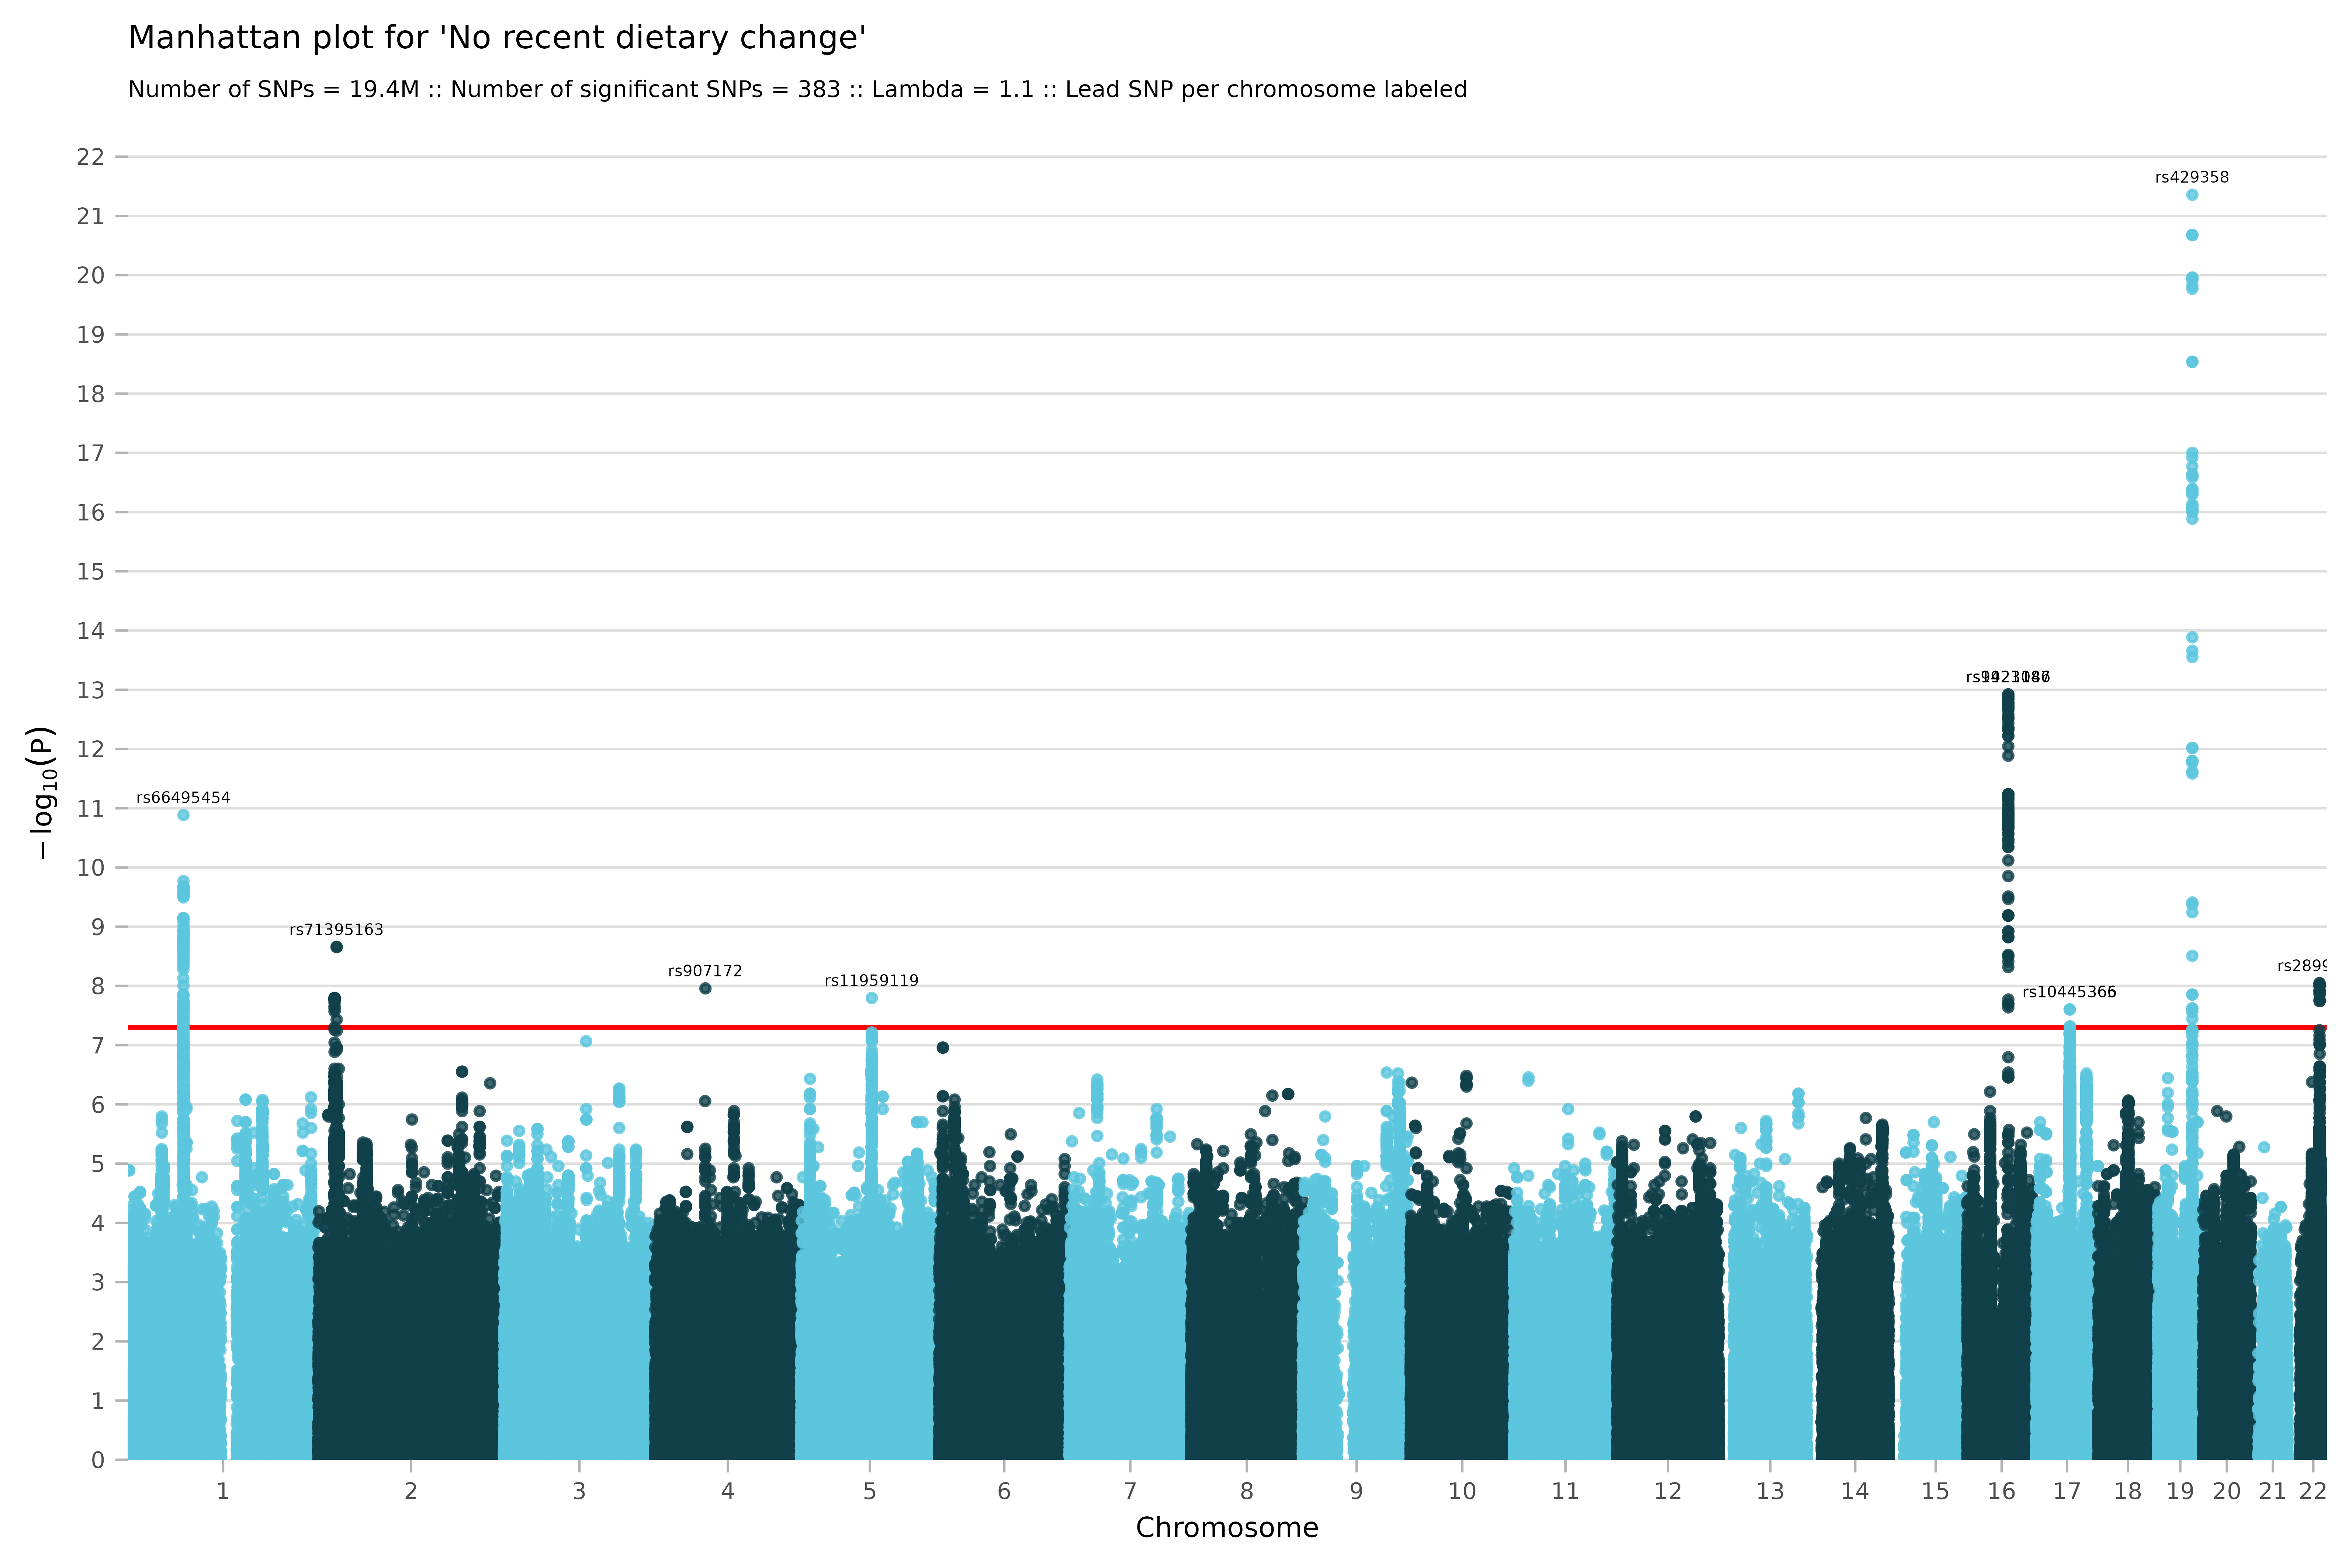 Manhattan plot for 'No recent dietary change'
Number of SNPs = 19.4M :: Number of significant SNPs = 383 :: Lambda = 1.1 :: Lead SNP per chromosome labeled
22
21
20
19
18
17
16
15
14
13
12
11
10
9
8
7
6
5
4
3
2
1
0
− log10(P)
rs429358
rs66495454
rs71395163
rs907172
rs11959119
rs2899
1 2 3 4 5 6 7 8 9 10 11 12 13 14 15 16 17 18 19 20 21 22
Chromosome